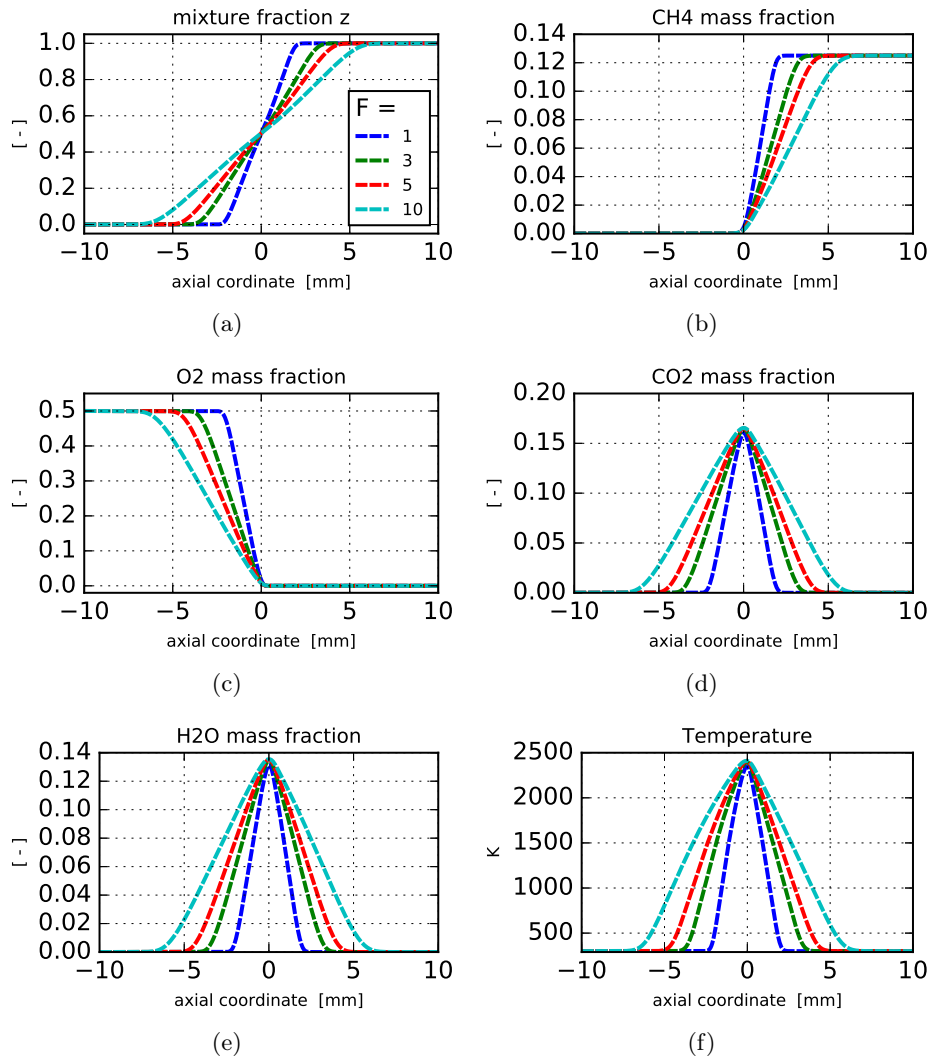 mixture fraction z
1.0
0.8
0.6
0.4
0.2
0.0
[ - ]
F =
1
3
5
10
−10 −5 0 5 10
axial cordinate [mm]
(a)
CH4 mass fraction
0.14
0.12
0.10
0.08
0.06
0.04
0.02
0.00
[ - ]
−10 −5 0 5 10
axial cordinate [mm]
(b)
O2 mass fraction
0.5
0.4
0.3
0.2
0.1
0.0
[ - ]
−10 −5 0 5 10
axial coordinate [mm]
(c)
CO2 mass fraction
0.20
0.15
0.10
0.05
0.00
[ - ]
−10 −5 0 5 10
axial coordinate [mm]
(d)
H2O mass fraction
0.14
0.12
0.10
0.08
0.06
0.04
0.02
0.00
[ - ]
−10 −5 0 5 10
axial coordinate [mm]
(e)
Temperature
2500
2000
1500
1000
500
K
−10 −5 0 5 10
axial coordinate [mm]
(f)